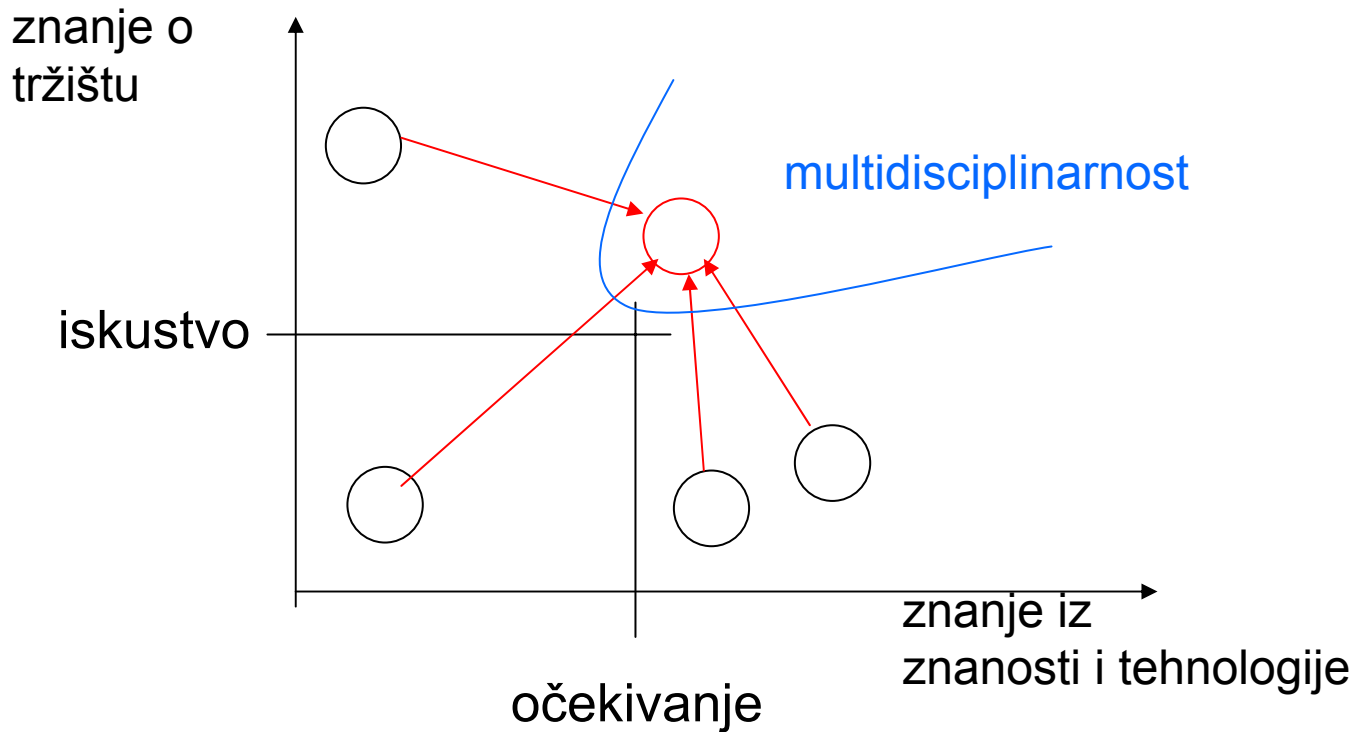 znanje o
tržištu
multidisciplinarnost
iskustvo
znanje iz
znanosti i tehnologije
očekivanje